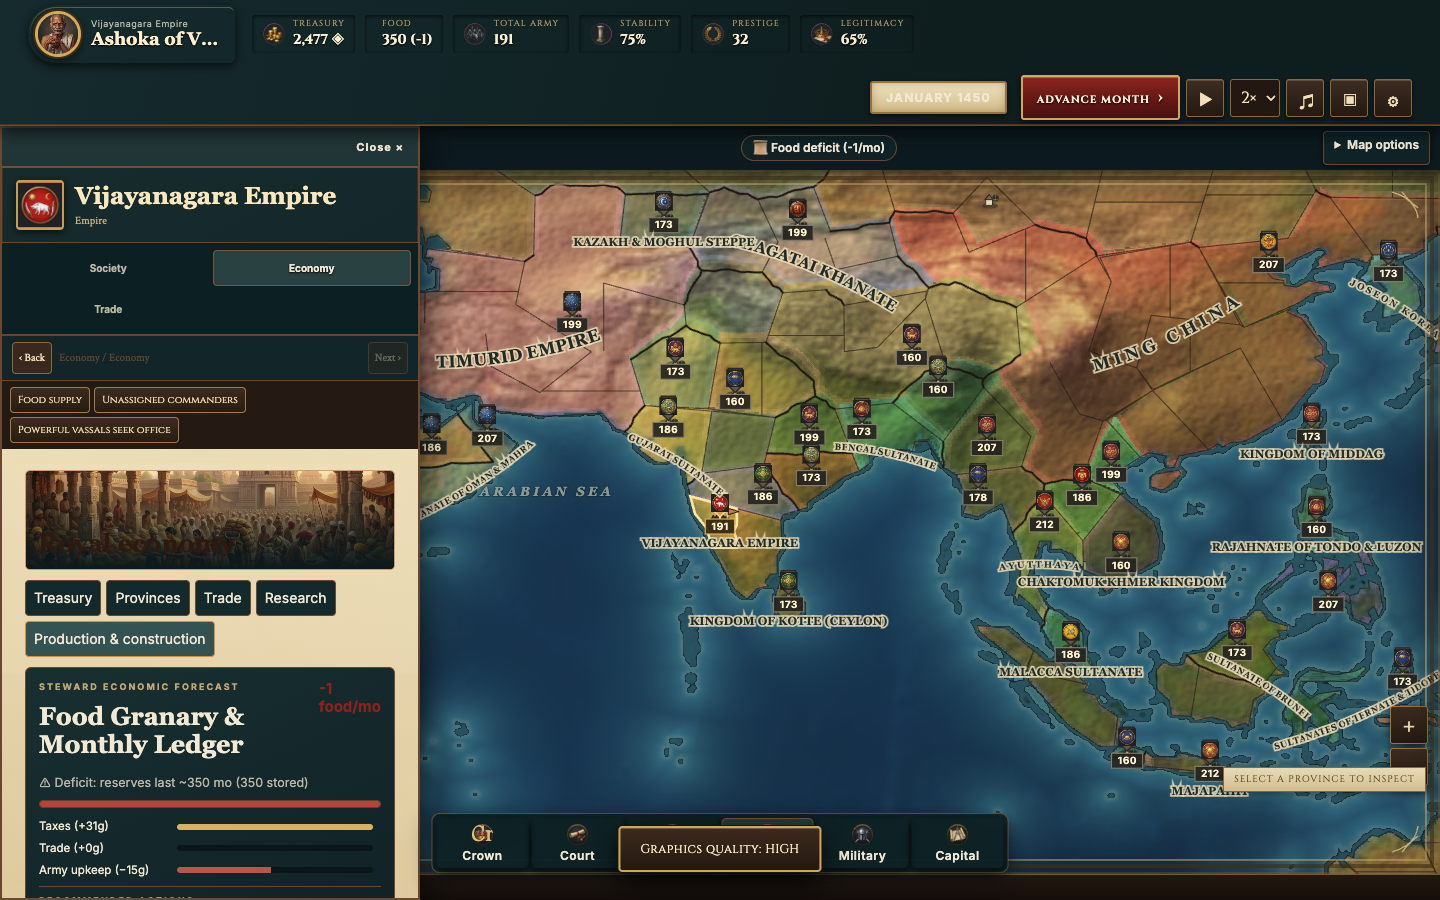 Vijayanagara Empire
Ashoka of V...
TREASURY
2,477
FOOD
350 (-1)
TOTAL ARMY
191
STABILITY
75%
PRESTIGE
32
LEGITIMACY
65%
JANUARY 1450
ADVANCE MONTH ›
2×
Close ×
Food deficit (-1/mo)
Map options
Vijayanagara Empire
Empire
Society
Economy
Trade
‹ Back
Economy / Economy
Next ›
FOOD SUPPLY
UNASSIGNED COMMANDERS
POWERFUL VASSALS SEEK OFFICE
Treasury
Provinces
Trade
Research
Production & construction
STEWARD ECONOMIC FORECAST
-1 food/mo
Food Granary &
Monthly Ledger
⚠ Deficit: reserves last ~350 mo (350 stored)
Taxes (+31g)
Trade (+0g)
Army upkeep (−15g)
173
KAZAKH & MOGHUL STEPPE
199
AGATAI KHANATE
207
173
JOSEON KOREA
199
TIMURID EMPIRE
MING CHINA
173
160
160
160
186
186
207
199
173
207
173
GUJARAT SULTANATE
BENGAL SULTANATE
173
KINGDOM OF MIDDAG
199
ARABIAN SEA
186
178
186
212
191
160
VIJAYANAGARA EMPIRE
RAJAHNATE OF TONDO & LUZON
160
AYUTTHAYA
CHAKTOMUK KHMER KINGDOM
173
207
KINGDOM OF KOTTE (CEYLON)
186
173
MALACCA SULTANATE
SULTANATE OF BRUNEI
173
SULTANATES OF TERNATE & TIDORE
160
212
+
SELECT A PROVINCE TO INSPECT
Crown
Court
GRAPHICS QUALITY: HIGH
Military
Capital